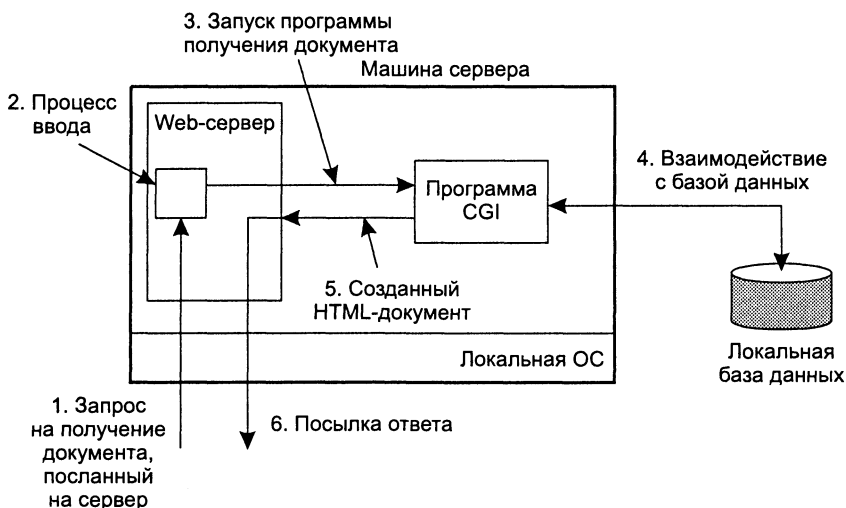 3. Запуск программы
получения документа
Машина сервера
2. Процесс
ввода
Web-сервер
Программа
CGI
4. Взаимодействие
с базой данных
5. Созданный
HTML-документ
Локальная ОС
Локальная
база данных
1. Запрос
на получение
документа,
посланный
на сервер
6. Посылка ответа